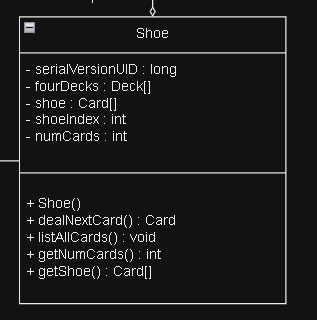 Shoe
- serialVersionUID : long
- fourDecks : Deck[]
- shoe : Card[]
- shoeIndex : int
- numCards : int
+ Shoe()
+ dealNextCard() : Card
+ listAllCards() : void
+ getNumCards() : int
+ getShoe() : Card[]